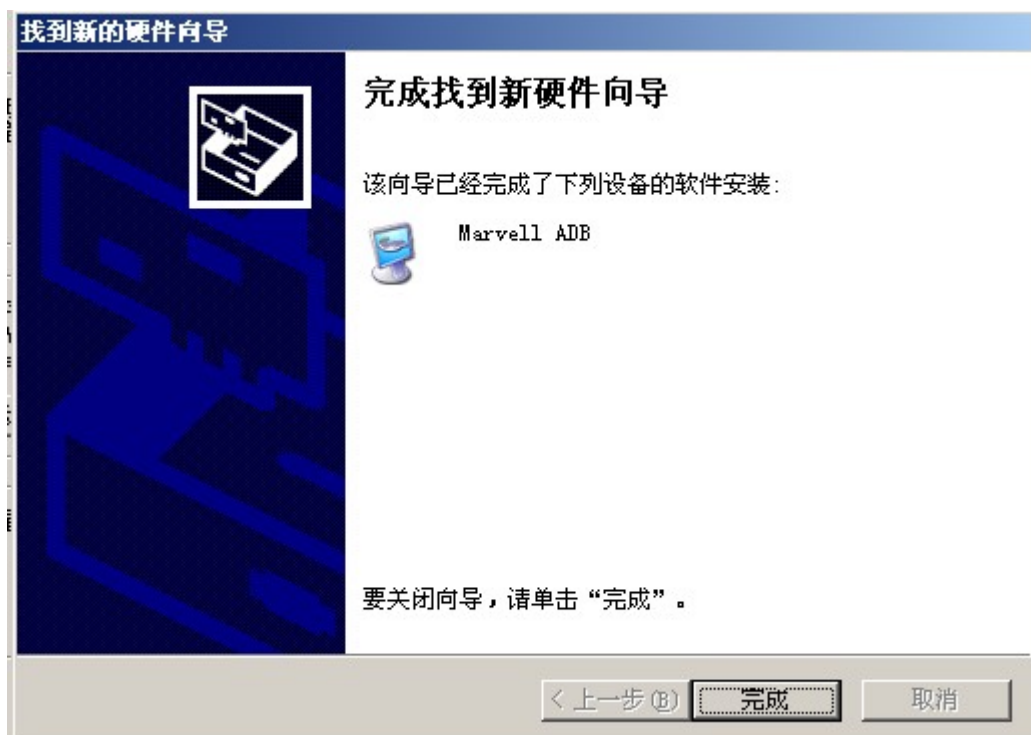 找到新的硬件向导
完成找到新硬件向导
该向导已经完成了下列设备的软件安装:
Marvell ADB
要关闭向导，请单击“完成”。
< 上一步(B)
完成
取消